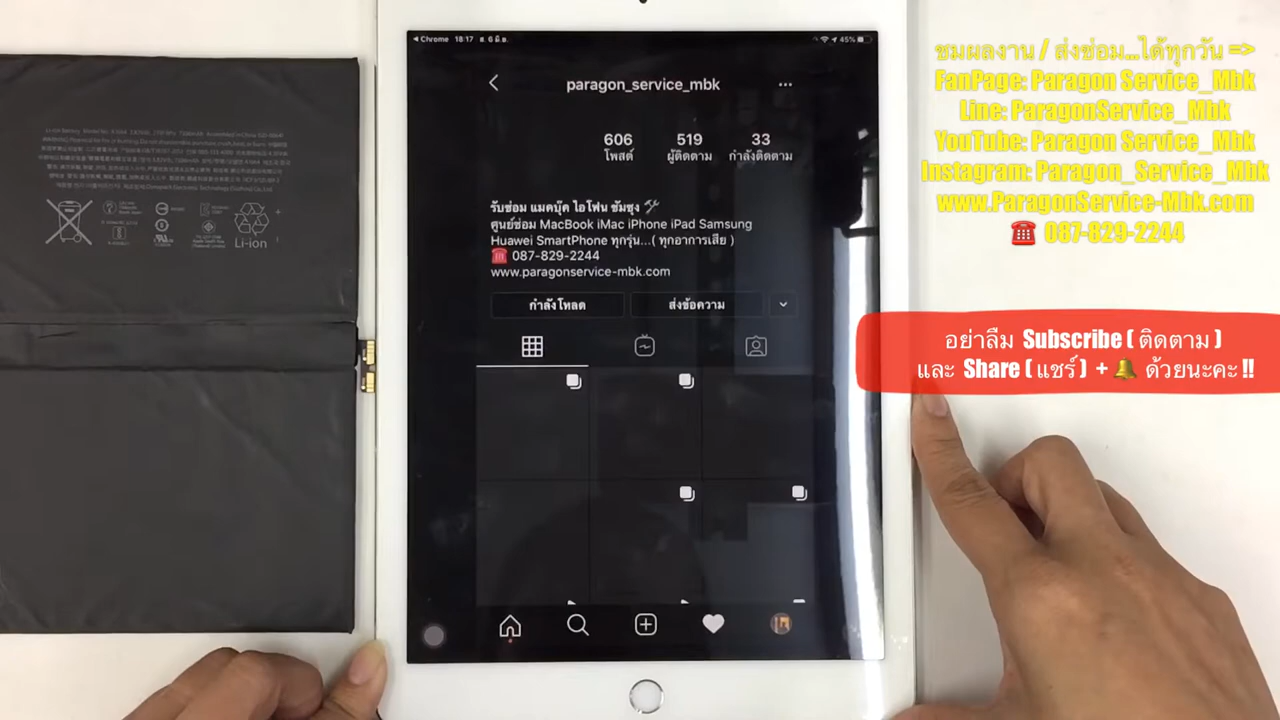 Chrome 18:17 ส. 6 มี.ย.
45%
paragon_service_mbk
606
519
33
โพสต์
ผู้ติดตาม
กำลังติดตาม
รับซ่อม แมคบุ๊ค ไอโฟน ซัมซุง 🛠
ศูนย์ซ่อม MacBook iMac iPhone iPad Samsung
Huawei SmartPhone ทุกรุ่น...( ทุกอาการเสีย )
☎️ 087-829-2244
www.paragonservice-mbk.com
กำลังโหลด
ส่งข้อความ
Li-ion
ชมผลงาน / ส่งซ่อม...ได้ทุกวัน =>
FanPage: Paragon Service_Mbk
Line: ParagonService_Mbk
YouTube: Paragon Service_Mbk
Instagram: Paragon_Service_Mbk
www.ParagonService-Mbk.com
☎️ 087-829-2244
อย่าลืม Subscribe ( ติดตาม )
และ Share ( แชร์ ) + 🔔 ด้วยนะคะ !!